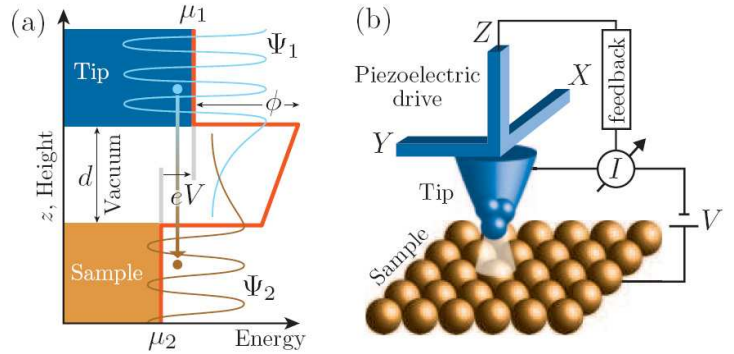 (a)
μ₁
Ψ₁
Tip
ϕ
z, Height
d
Vacuum
eV
Sample
Ψ₂
μ₂
Energy
(b)
Z
X
Piezoelectric
drive
Y
feedback
I
Tip
V
Sample